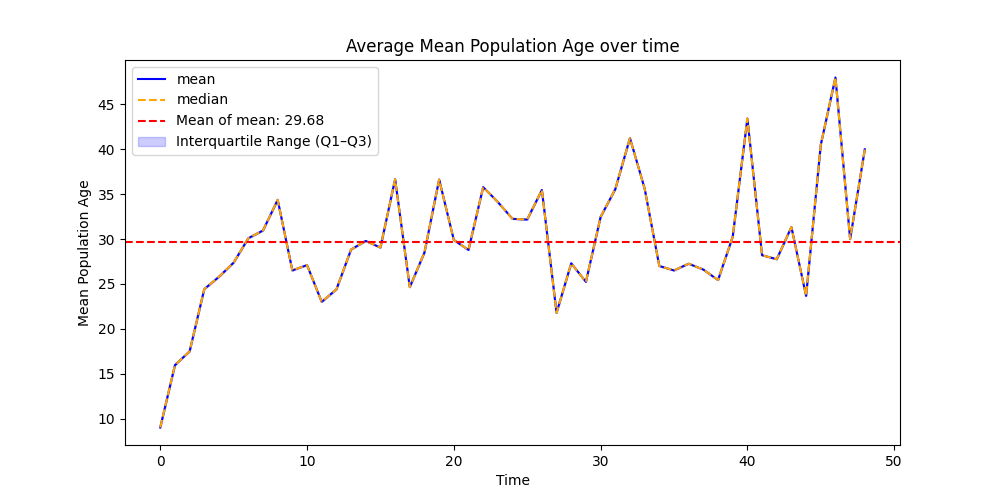 Average Mean Population Age over time
mean
median
Mean of mean: 29.68
Interquartile Range (Q1–Q3)
Mean Population Age
45
40
35
30
25
20
15
10
0
10
20
30
40
50
Time